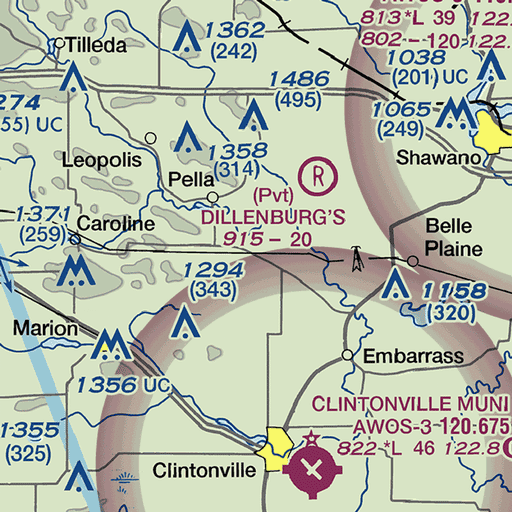 813 *L 39 122.
802 – 120 122.
1362
(242)
Tilleda
1038
(201) UC
1486
(495)
274
55) UC
1065
(249)
Leopolis
1358
(314)
Shawano
Pella
R
(Pvt)
DILLENBURG'S
915 – 20
1371
(259)
Caroline
Belle
Plaine
1294
(343)
1158
(320)
Marion
Embarrass
1356 UC
CLINTONVILLE MUNI
AWOS-3 120.675
822 *L 46 122.8
1355
(325)
Clintonville